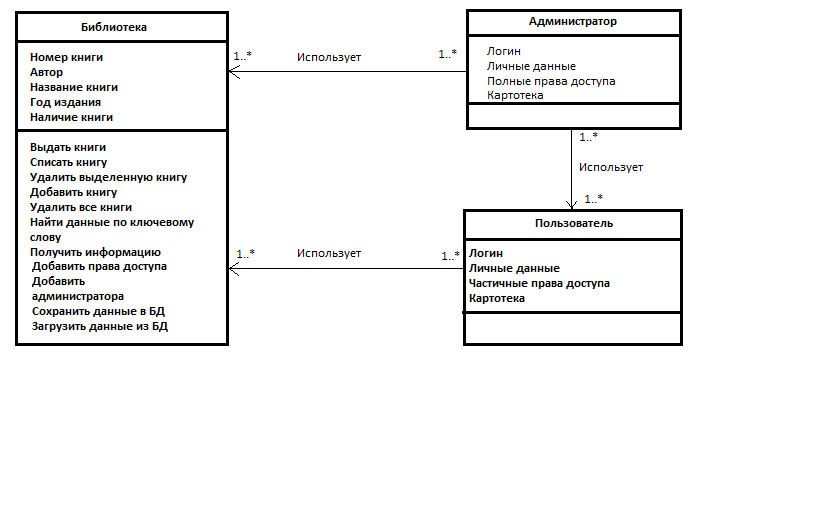 Библиотека
Номер книги
Автор
Название книги
Год издания
Наличие книги
Выдать книги
Списать книгу
Удалить выделенную книгу
Добавить книгу
Удалить все книги
Найти данные по ключевому
слову
Получить информацию
Добавить права доступа
Добавить
администратора
Сохранить данные в БД
Загрузить данные из БД
1..*
Использует
1..*
Администратор
Логин
Личные данные
Полные права доступа
Картотека
1..*
Использует
1..*
1..*
Использует
1..*
Пользователь
Логин
Личные данные
Частичные права доступа
Картотека